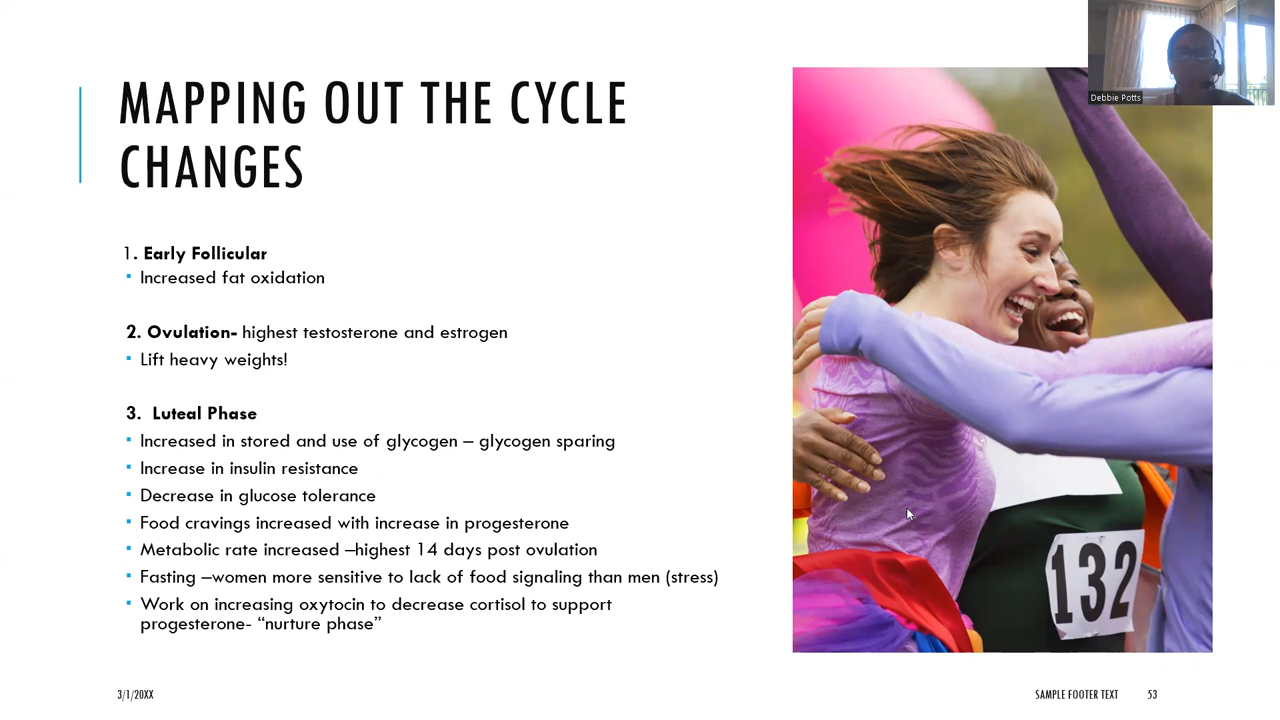 Debbie Potts
MAPPING OUT THE CYCLE
CHANGES
1. Early Follicular
▪ Increased fat oxidation
2. Ovulation- highest testosterone and estrogen
▪ Lift heavy weights!
3. Luteal Phase
▪ Increased in stored and use of glycogen – glycogen sparing
▪ Increase in insulin resistance
▪ Decrease in glucose tolerance
▪ Food cravings increased with increase in progesterone
▪ Metabolic rate increased –highest 14 days post ovulation
▪ Fasting –women more sensitive to lack of food signaling than men (stress)
▪ Work on increasing oxytocin to decrease cortisol to support
progesterone- “nurture phase”
132
3/1/20XX
SAMPLE FOOTER TEXT 53